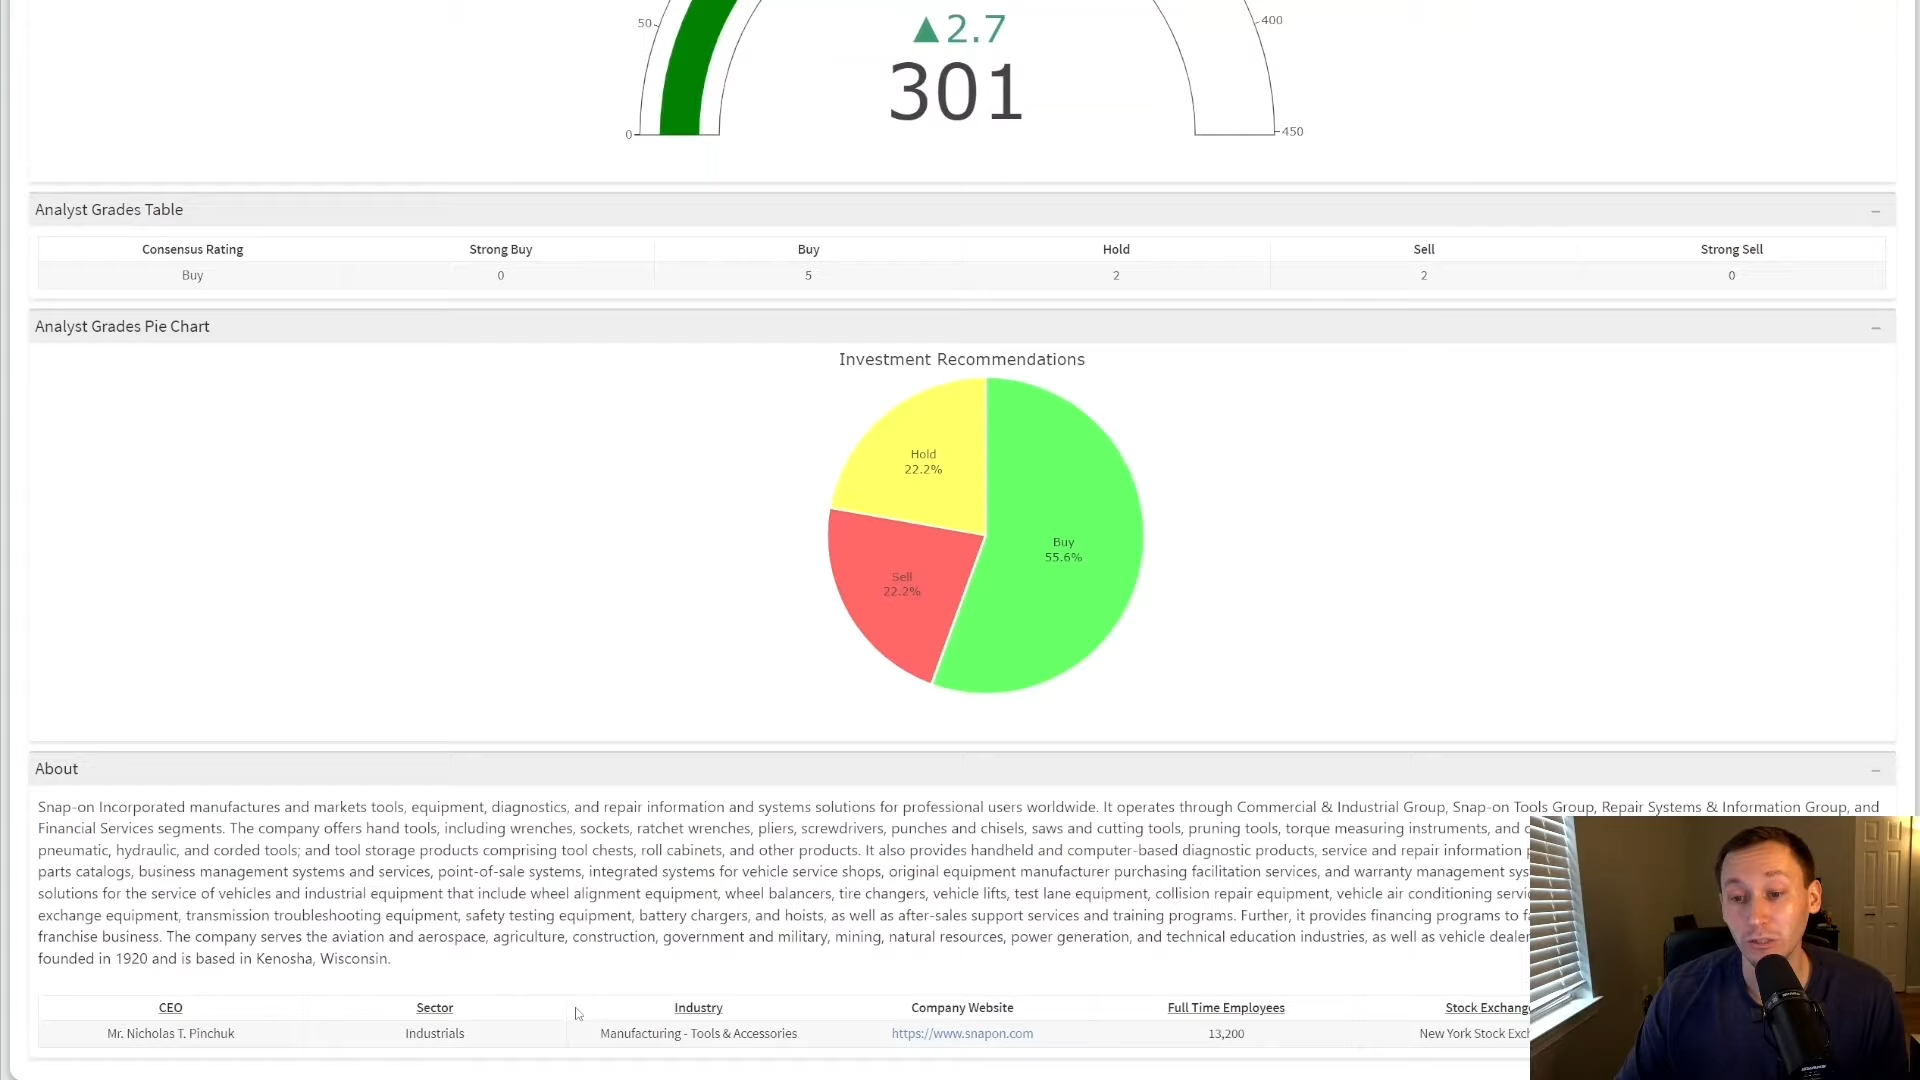 50
400
▲2.7
301
0
450
Analyst Grades Table
Consensus Rating Strong Buy Buy Hold Sell Strong Sell
Buy 0 5 2 2 0
Analyst Grades Pie Chart
Investment Recommendations
Hold
22.2%
Buy
55.6%
Sell
22.2%
About
Snap-on Incorporated manufactures and markets tools, equipment, diagnostics, and repair information and systems solutions for professional users worldwide. It operates through Commercial & Industrial Group, Snap-on Tools Group, Repair Systems & Information Group, and
Financial Services segments. The company offers hand tools, including wrenches, sockets, ratchet wrenches, pliers, screwdrivers, punches and chisels, saws and cutting tools, pruning tools, torque measuring instruments, and
pneumatic, hydraulic, and corded tools; and tool storage products comprising tool chests, roll cabinets, and other products. It also provides handheld and computer-based diagnostic products, service and repair information
parts catalogs, business management systems and services, point-of-sale systems, integrated systems for vehicle service shops, original equipment manufacturer purchasing facilitation services, and warranty management
solutions for the service of vehicles and industrial equipment that include wheel alignment equipment, wheel balancers, tire changers, vehicle lifts, test lane equipment, collision repair equipment, vehicle air conditioning
exchange equipment, transmission troubleshooting equipment, safety testing equipment, battery chargers, and hoists, as well as after-sales support services and training programs. Further, it provides financing programs to
franchise business. The company serves the aviation and aerospace, agriculture, construction, government and military, mining, natural resources, power generation, and technical education industries, as well as vehicle
founded in 1920 and is based in Kenosha, Wisconsin.
CEO Sector Industry Company Website Full Time Employees Stock
Mr. Nicholas T. Pinchuk Industrials Manufacturing - Tools & Accessories https://www.snapon.com 13,200 New York Stock